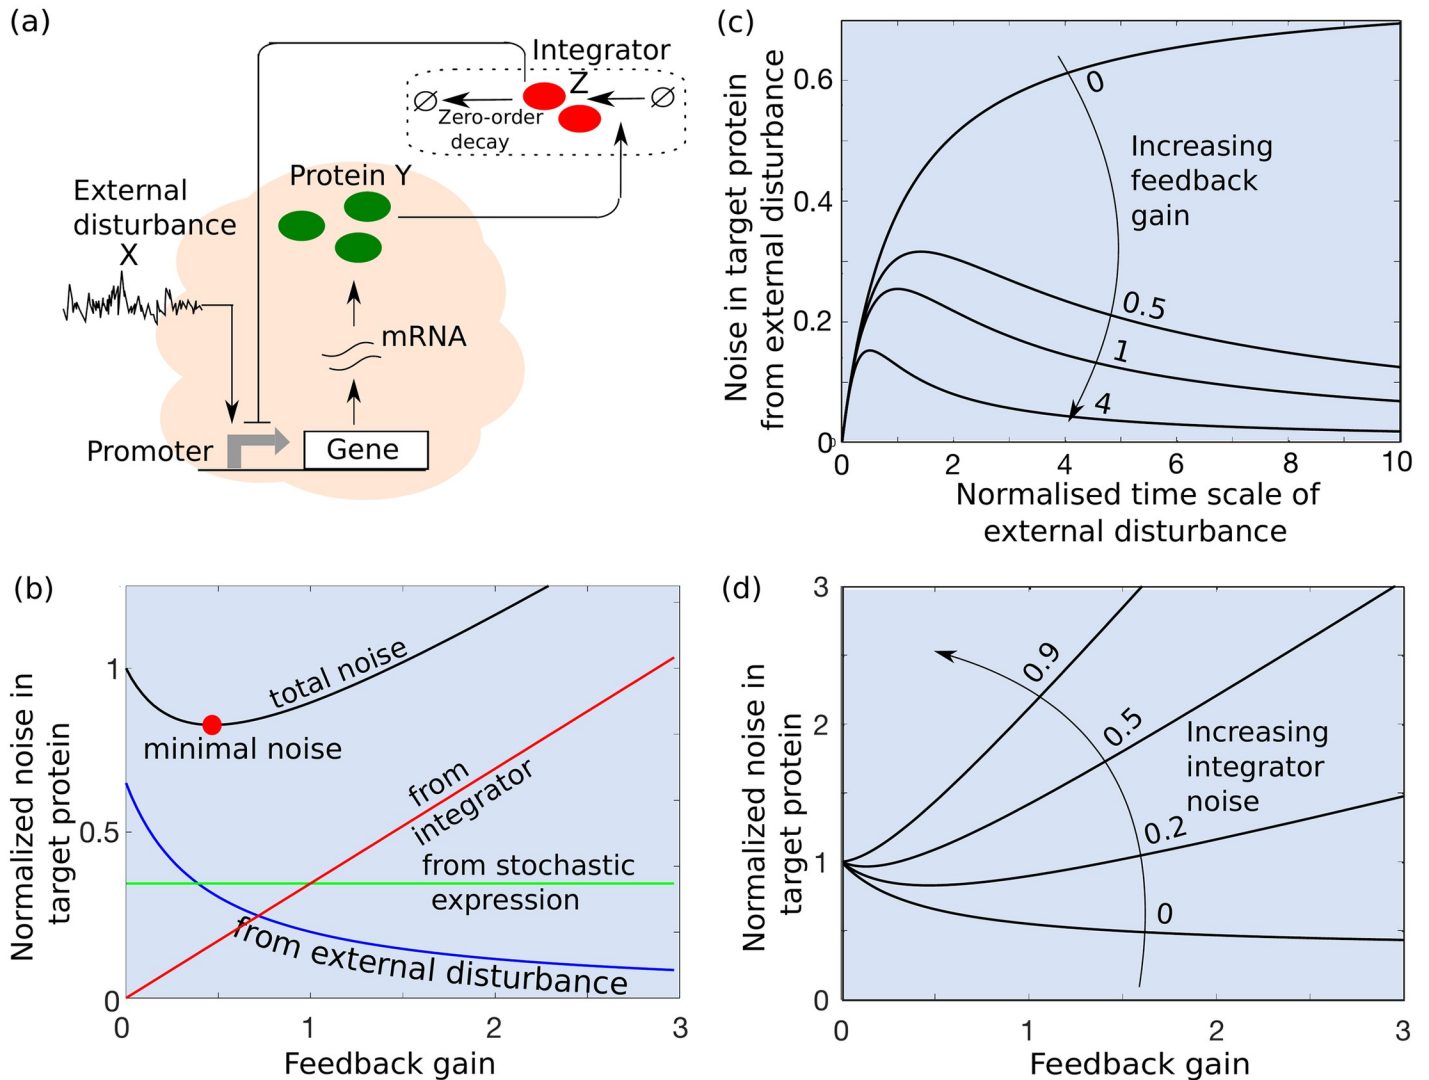 (a)
Integrator
Z
∅
∅
Zero-order
decay
Protein Y
External
disturbance
X
mRNA
Promoter
Gene
(c)
Noise in target protein
from external disturbance
0.6
0.4
0.2
0
0
0.5
1
4
Increasing
feedback
gain
0
2
4
6
8
10
Normalised time scale of
external disturbance
(b)
Normalized noise in
target protein
1
0.5
0
total noise
minimal noise
from
integrator
from stochastic
expression
from external disturbance
0
1
2
3
Feedback gain
(d)
Normalized noise in
target protein
3
2
1
0
0.9
0.5
0.2
0
Increasing
integrator
noise
0
1
2
3
Feedback gain